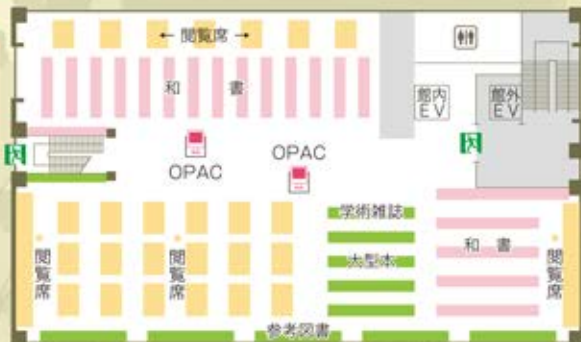 ← 閲覧席 →
和 書
館内
EV
館外
EV
OPAC
OPAC
学術雑誌
大型本
和 書
閲覧席
閲覧席
閲覧席
参考図書